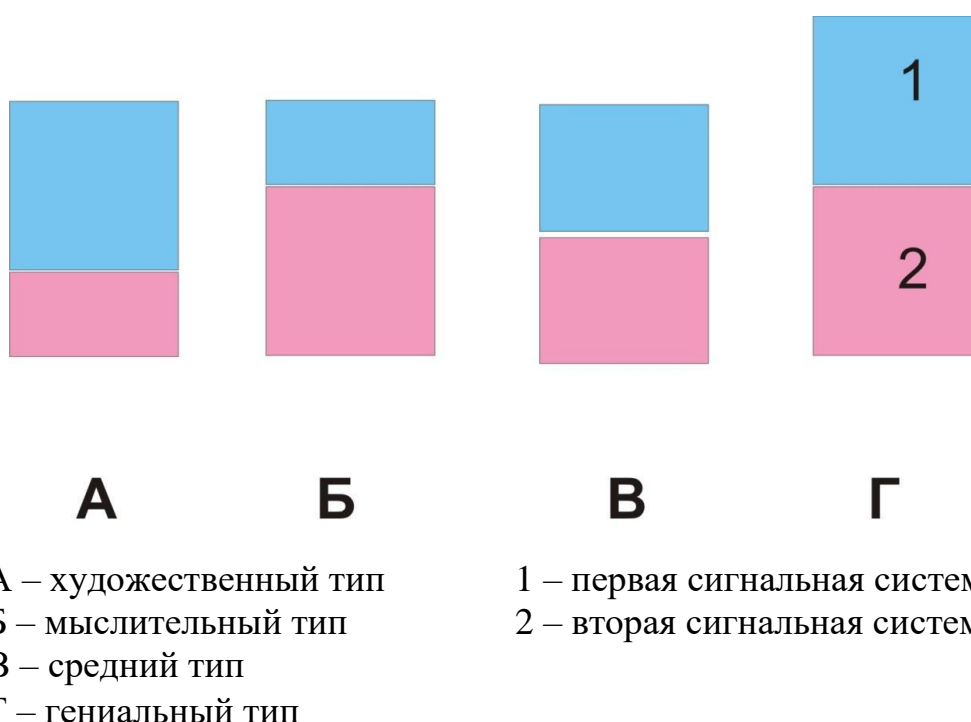 1
2
А Б В Г
А – художественный тип
Б – мыслительный тип
В – средний тип
Г – гениальный тип
1 – первая сигнальная систем
2 – вторая сигнальная систем